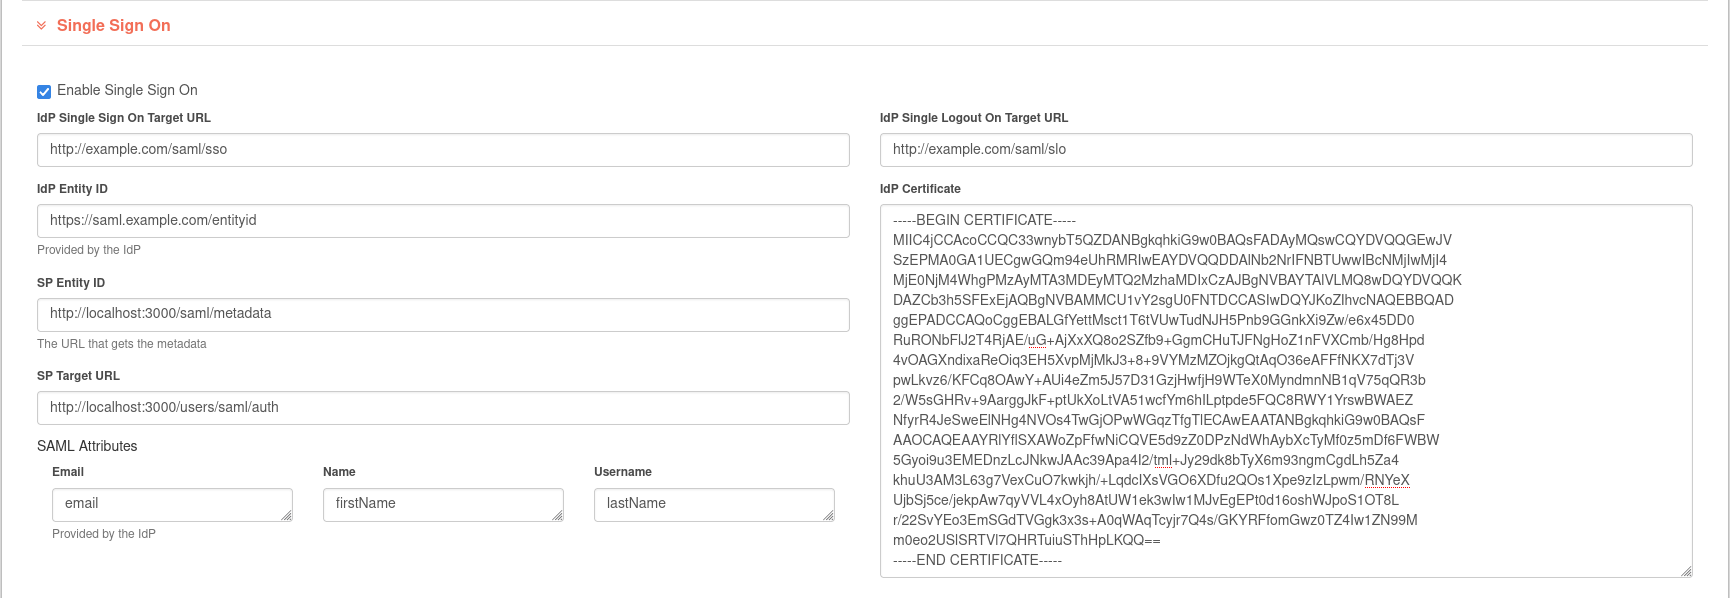 Single Sign On
Enable Single Sign On
IdP Single Sign On Target URL
http://example.com/saml/sso
IdP Entity ID
https://saml.example.com/entityid
Provided by the IdP
SP Entity ID
http://localhost:3000/saml/metadata
The URL that gets the metadata
SP Target URL
http://localhost:3000/users/saml/auth
SAML Attributes
Email
email
Provided by the IdP
Name
firstName
Username
lastName
IdP Single Logout On Target URL
http://example.com/saml/slo
IdP Certificate
-----BEGIN CERTIFICATE-----
MIIC4jCCAcoCCQC33wnybT5QZDANBgkqhkiG9w0BAQsFADAyMQswCQYDVQQGEwJV
SzEPMA0GA1UECgwGQm94eUhRMRIwEAYDVQQDDAlNb2NrIFNBTUwwIBcNMjIwMjI4
MjE0NjM4WhgPMzAyMTA3MDEyMTQ2MzhaMDIxCzAJBgNVBAYTAlVLMQ8wDQYDVQQK
DAZCb3h5SFExEjAQBgNVBAMMCU1vY2sgU0FNTDCCASIwDQYJKoZIhvcNAQEBBQAD
ggEPADCCAQoCggEBALGfYettMsct1T6tVUwTudNJH5Pnb9GGnkXi9Zw/e6x45DD0
RuRONbFlJ2T4RjAE/uG+AjXxXQ8o2SZfb9+GgmCHuTJFNgHoZ1nFVXCmb/Hg8Hpd
4vOAGXndixaReOiq3EH5XvpMjMkJ3+8+9VYMzMZOjkgQtAqO36eAFFfNKX7dTj3V
pwLkvz6/KFCq8OAwY+AUi4eZm5J57D31GzjHwfjH9WTeX0MyndmnNB1qV75qQR3b
2/W5sGHRv+9AarggJkF+ptUkXoLtVA51wcfYm6hILptpde5FQC8RWY1YrswBWAEZ
NfyrR4JeSweElNHg4NVOs4TwGjOPwWGqzTfgTlECAwEAATANBgkqhkiG9w0BAQsF
AAOCAQEAAYRlYflSXAWoZpFfwNiCQVE5d9zZ0DPzNdWhAybXcTyMf0z5mDf6FWBW
5Gyoi9u3EMEDnzLcJNkwJAAc39Apa4I2/tml+Jy29dk8bTyX6m93ngmCgdLh5Za4
khuU3AM3L63g7VexCuO7kwkjh/+LqdcIXsVGO6XDfu2QOs1Xpe9zIzLpwm/RNYeX
UjbSj5ce/jekpAw7qyVVL4xOyh8AtUW1ek3wIw1MJvEgEPt0d16oshWJpoS1OT8L
r/22SvYEo3EmSGdTVGgk3x3s+A0qWAqTcyjr7Q4s/GKYRFfomGwz0TZ4Iw1ZN99M
m0eo2USlSRTVl7QHRTuiuSThHpLKQQ==
-----END CERTIFICATE-----